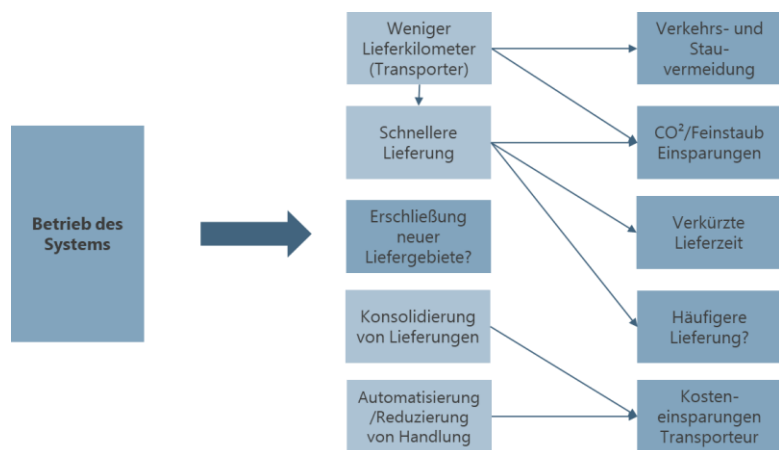 Betrieb des
Systems
Weniger
Lieferkilometer
(Transporter)
Schnellere
Lieferung
Erschließung
neuer
Liefergebiete?
Konsolidierung
von Lieferungen
Automatisierung
/Reduzierung
von Handlung
Verkehrs- und
Stau-
vermeidung
CO²/Feinstaub
Einsparungen
Verkürzte
Lieferzeit
Häufigere
Lieferung?
Kosten-
einsparungen
Transporteur